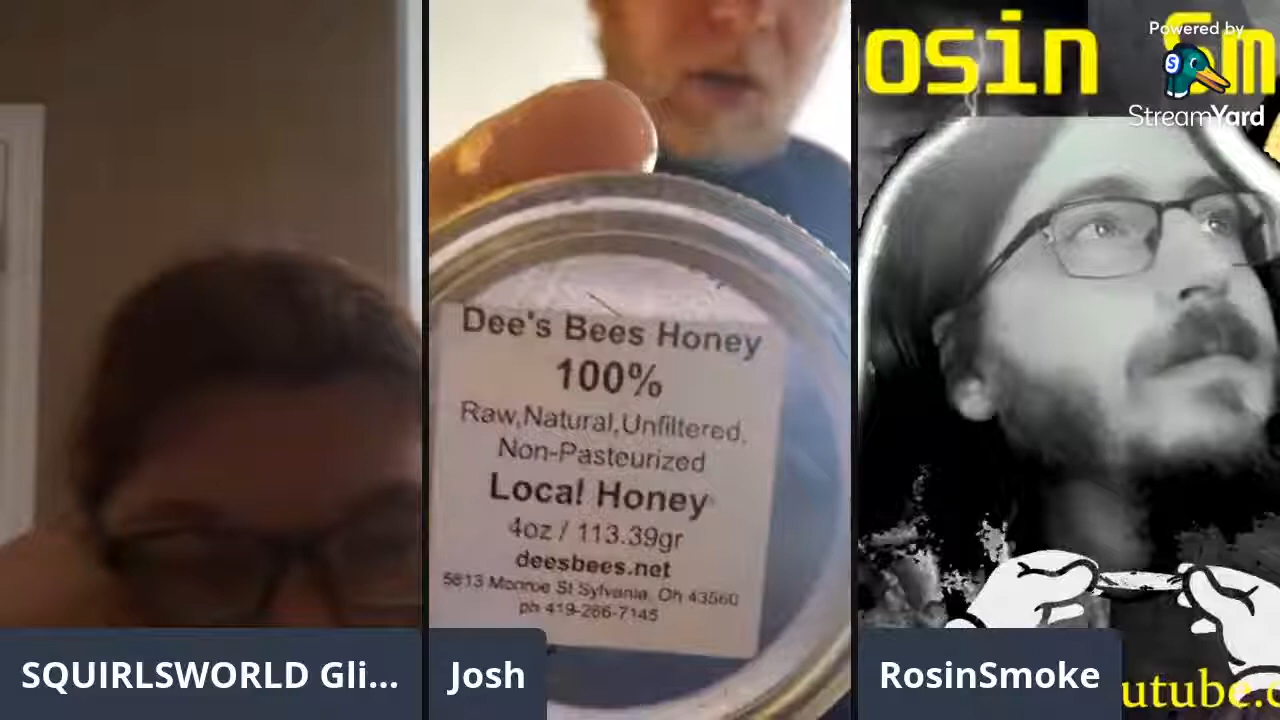 osin Sm
Powered by
StreamYard
Dee's Bees Honey
100%
Raw,Natural,Unfiltered,
Non-Pasteurized
Local Honey
4oz / 113.39gr
deesbees.net
5813 Monroe St Sylvania, Oh 43560
ph 419-266-7145
SQUIRLSWORLD Gli...
Josh
RosinSmoke
utube.c